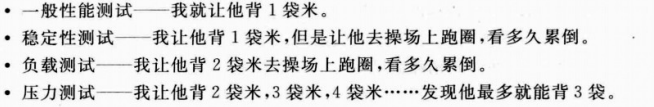 • 一般性能测试——我就让他背1袋米。
• 稳定性测试——我让他背1袋米,但是让他去操场上跑圈,看多久累倒。
• 负载测试——我让他背2袋米去操场上跑圈,看多久累倒。
• 压力测试——我让他背2袋米,3袋米,4袋米……发现他最多就能背3袋。